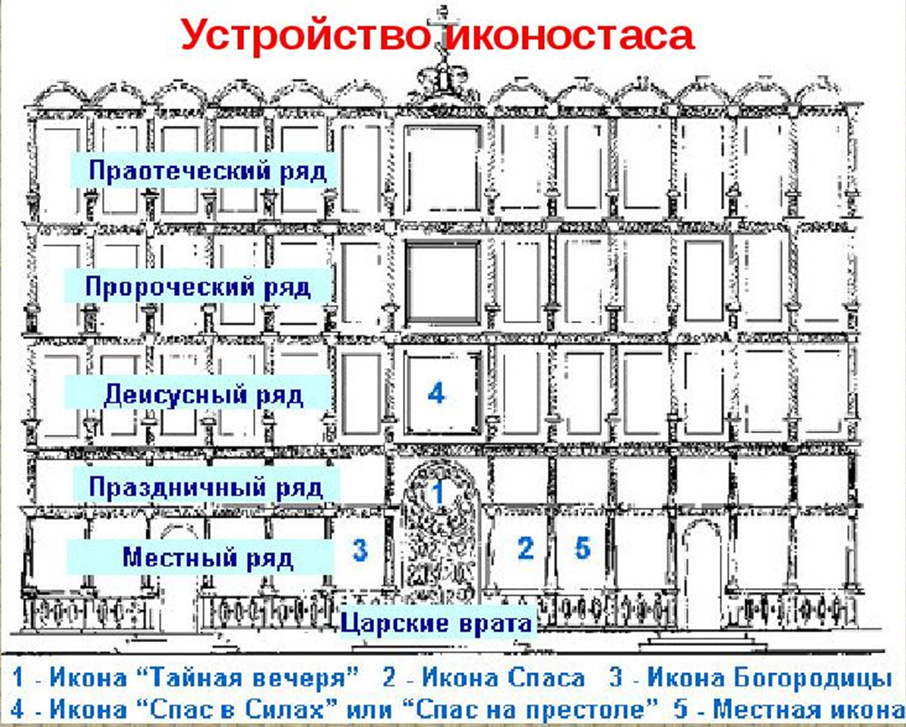 Устройство иконостаса
Праотеческий ряд
Пророческий ряд
Деисусный ряд
4
Праздничный ряд
1
Местный ряд
3
2
5
Царские врата
1 - Икона “Тайная вечеря” 2 - Икона Спаса 3 - Икона Богородицы
4 - Икона “Спас в Силах” или “Спас на престоле” 5 - Местная икона